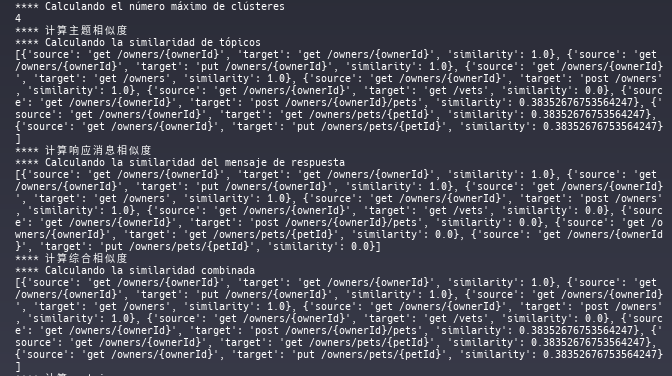 **** Calculando el número máximo de clústeres
4
**** 计算主题相似度
**** Calculando la similaridad de tópicos
[{'source': 'get /owners/{ownerId}', 'target': 'get /owners/{ownerId}', 'similarity': 1.0}, {'source': 'get
/owners/{ownerId}', 'target': 'put /owners/{ownerId}', 'similarity': 1.0}, {'source': 'get /owners/{ownerId}
', 'target': 'get /owners', 'similarity': 1.0}, {'source': 'get /owners/{ownerId}', 'target': 'post /owners'
, 'similarity': 1.0}, {'source': 'get /owners/{ownerId}', 'target': 'get /vets', 'similarity': 0.0}, {'sourc
e': 'get /owners/{ownerId}', 'target': 'post /owners/{ownerId}/pets', 'similarity': 0.38352676753564247}, {'
source': 'get /owners/{ownerId}', 'target': 'get /owners/pets/{petId}', 'similarity': 0.38352676753564247},
{'source': 'get /owners/{ownerId}', 'target': 'put /owners/pets/{petId}', 'similarity': 0.38352676753564247}
]
**** 计算响应消息相似度
**** Calculando la similaridad del mensaje de respuesta
[{'source': 'get /owners/{ownerId}', 'target': 'get /owners/{ownerId}', 'similarity': 1.0}, {'source': 'get
/owners/{ownerId}', 'target': 'put /owners/{ownerId}', 'similarity': 1.0}, {'source': 'get /owners/{ownerId}
', 'target': 'get /owners', 'similarity': 1.0}, {'source': 'get /owners/{ownerId}', 'target': 'post /owners'
, 'similarity': 1.0}, {'source': 'get /owners/{ownerId}', 'target': 'get /vets', 'similarity': 0.0}, {'sourc
e': 'get /owners/{ownerId}', 'target': 'post /owners/{ownerId}/pets', 'similarity': 0.0}, {'source': 'get /o
wners/{ownerId}', 'target': 'get /owners/pets/{petId}', 'similarity': 0.0}, {'source': 'get /owners/{ownerId
}', 'target': 'put /owners/pets/{petId}', 'similarity': 0.0}]
**** 计算综合相似度
**** Calculando la similaridad combinada
[{'source': 'get /owners/{ownerId}', 'target': 'get /owners/{ownerId}', 'similarity': 1.0}, {'source': 'get
/owners/{ownerId}', 'target': 'put /owners/{ownerId}', 'similarity': 1.0}, {'source': 'get /owners/{ownerId}
', 'target': 'get /owners', 'similarity': 1.0}, {'source': 'get /owners/{ownerId}', 'target': 'post /owners'
, 'similarity': 1.0}, {'source': 'get /owners/{ownerId}', 'target': 'get /vets', 'similarity': 0.0}, {'sourc
e': 'get /owners/{ownerId}', 'target': 'post /owners/{ownerId}/pets', 'similarity': 0.38352676753564247}, {'
source': 'get /owners/{ownerId}', 'target': 'get /owners/pets/{petId}', 'similarity': 0.38352676753564247},
{'source': 'get /owners/{ownerId}', 'target': 'put /owners/pets/{petId}', 'similarity': 0.38352676753564247}
]